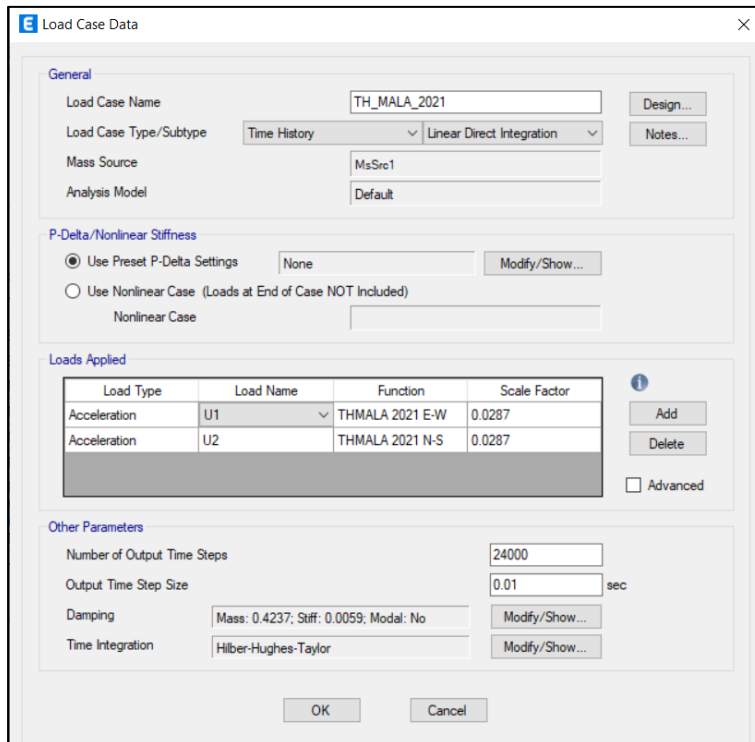 E Load Case Data
General
Load Case Name TH_MALA_2021 Design...
Load Case Type/Subtype Time History Linear Direct Integration Notes...
Mass Source MsSrc1
Analysis Model Default
P-Delta/Nonlinear Stiffness
Use Preset P-Delta Settings None Modify/Show...
Use Nonlinear Case (Loads at End of Case NOT Included)
Nonlinear Case
Loads Applied
Load Type Load Name Function Scale Factor
Acceleration U1 THMALA 2021 E-W 0.0287 Add
Acceleration U2 THMALA 2021 N-S 0.0287 Delete
Advanced
Other Parameters
Number of Output Time Steps 24000
Output Time Step Size 0.01 sec
Damping Mass: 0.4237; Stiff: 0.0059; Modal: No Modify/Show...
Time Integration Hilber-Hughes-Taylor Modify/Show...
OK Cancel